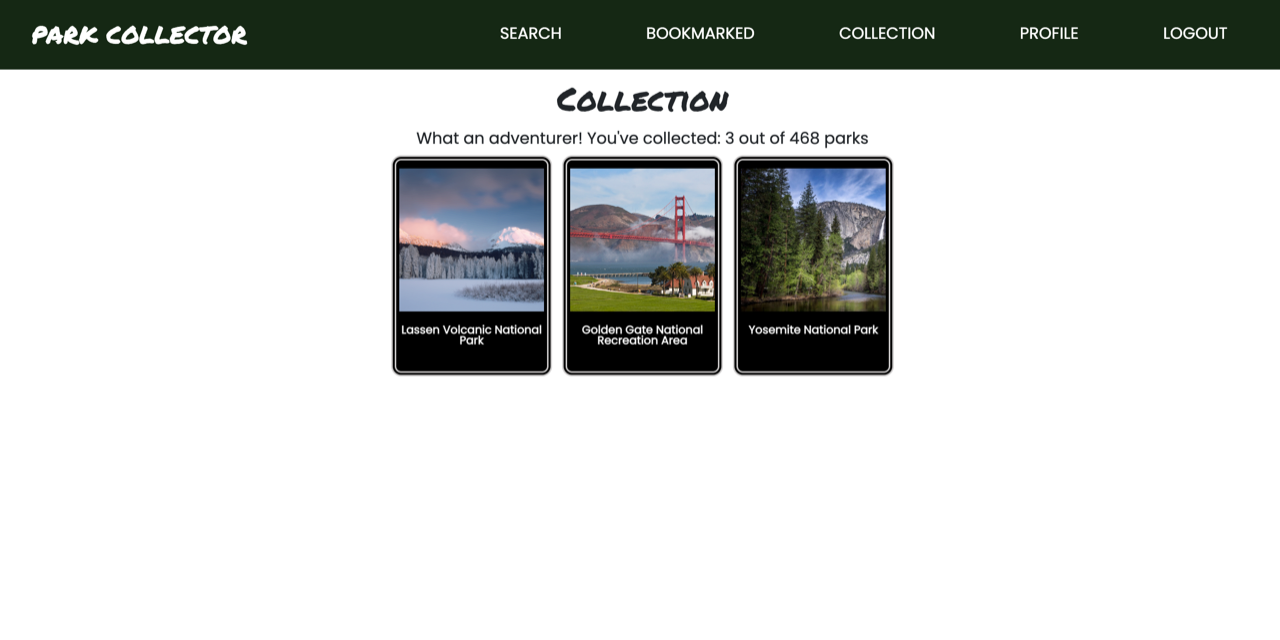 PARK COLLECTOR
SEARCH
BOOKMARKED
COLLECTION
PROFILE
LOGOUT
Collection
What an adventurer! You've collected: 3 out of 468 parks
Lassen Volcanic National
Park
Golden Gate National
Recreation Area
Yosemite National Park